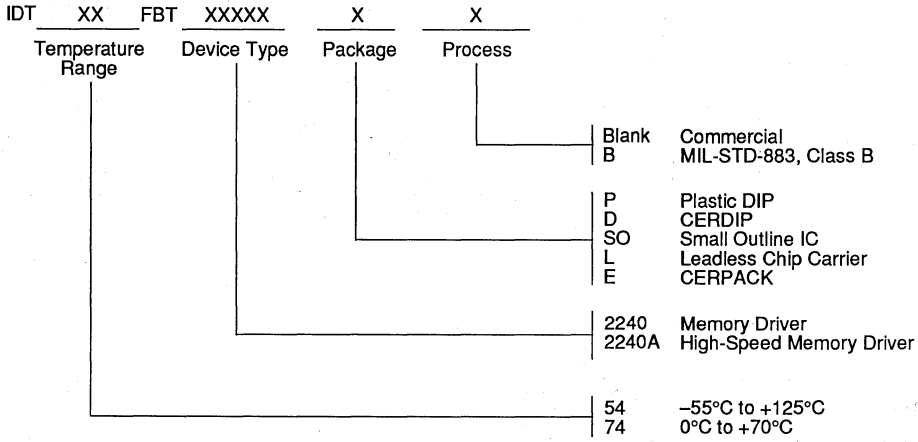 IDT XX FBT XXXXX X X
Temperature Range Device Type Package Process
Blank Commercial
B MIL-STD-883, Class B
P Plastic DIP
D CERDIP
SO Small Outline IC
L Leadless Chip Carrier
E CERPACK
2240 Memory Driver
2240A High-Speed Memory Driver
54 –55°C to +125°C
74 0°C to +70°C